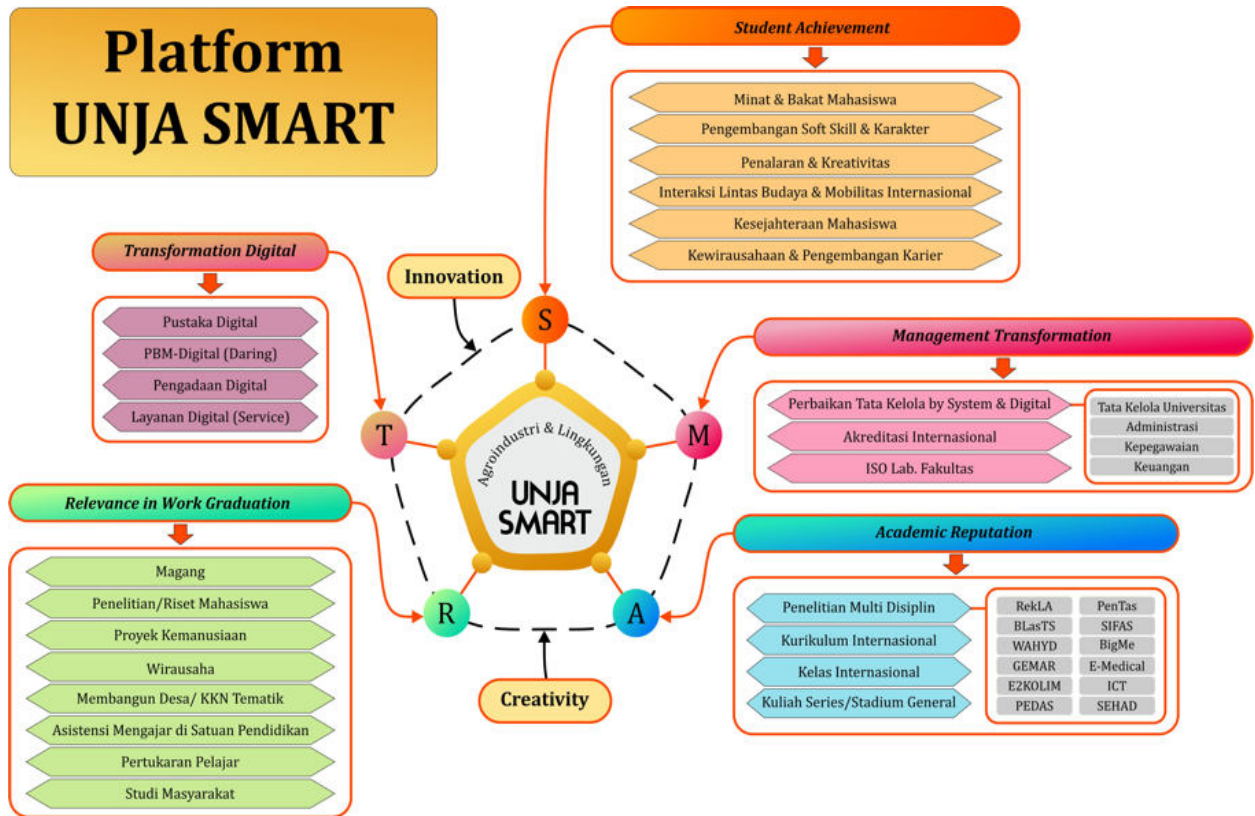 Platform
UNJA SMART
Student Achievement
Minat & Bakat Mahasiswa
Pengembangan Soft Skill & Karakter
Penalaran & Kreativitas
Interaksi Lintas Budaya & Mobilitas Internasional
Kesejahteraan Mahasiswa
Kewirausahaan & Pengembangan Karier
Transformation Digital
Pustaka Digital
PBM-Digital (Daring)
Pengadaan Digital
Layanan Digital (Service)
Innovation
S
T
M
R
A
Agroindustri & Lingkungan
UNJA
SMART
Creativity
Management Transformation
Perbaikan Tata Kelola by System & Digital
Akreditasi Internasional
ISO Lab. Fakultas
Tata Kelola Universitas
Administrasi
Kepegawaian
Keuangan
Relevance in Work Graduation
Magang
Penelitian/Riset Mahasiswa
Proyek Kemanusiaan
Wirausaha
Membangun Desa/ KKN Tematik
Asistensi Mengajar di Satuan Pendidikan
Pertukaran Pelajar
Studi Masyarakat
Academic Reputation
Penelitian Multi Disiplin
Kurikulum Internasional
Kelas Internasional
Kuliah Series/Stadium General
RekLA
BLasTS
WAHYD
GEMAR
E2KOLIM
PEDAS
PenTas
SIFAS
BigMe
E-Medical
ICT
SEHAD